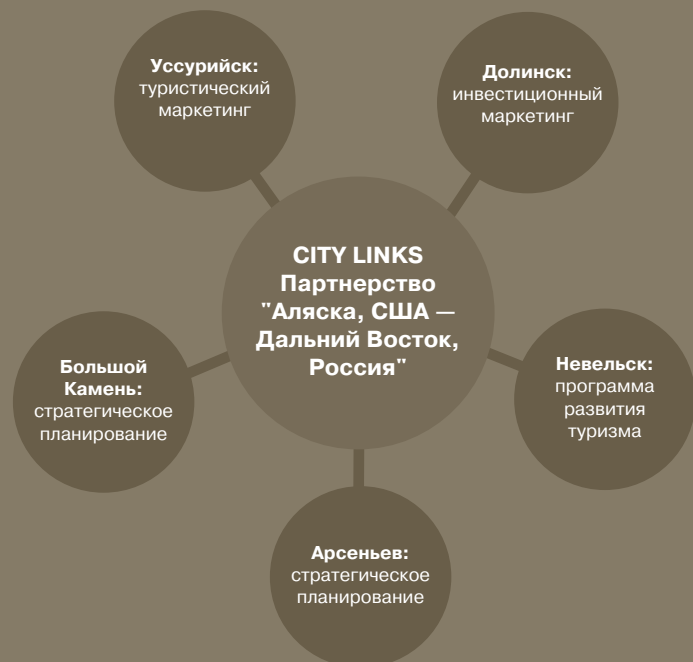 Уссурийск:
туристический
маркетинг
Долинск:
инвестиционный
маркетинг
CITY LINKS
Партнерство
"Аляска, США —
Дальний Восток,
Россия"
Большой
Камень:
стратегическое
планирование
Невельск:
программа
развития
туризма
Арсеньев:
стратегическое
планирование